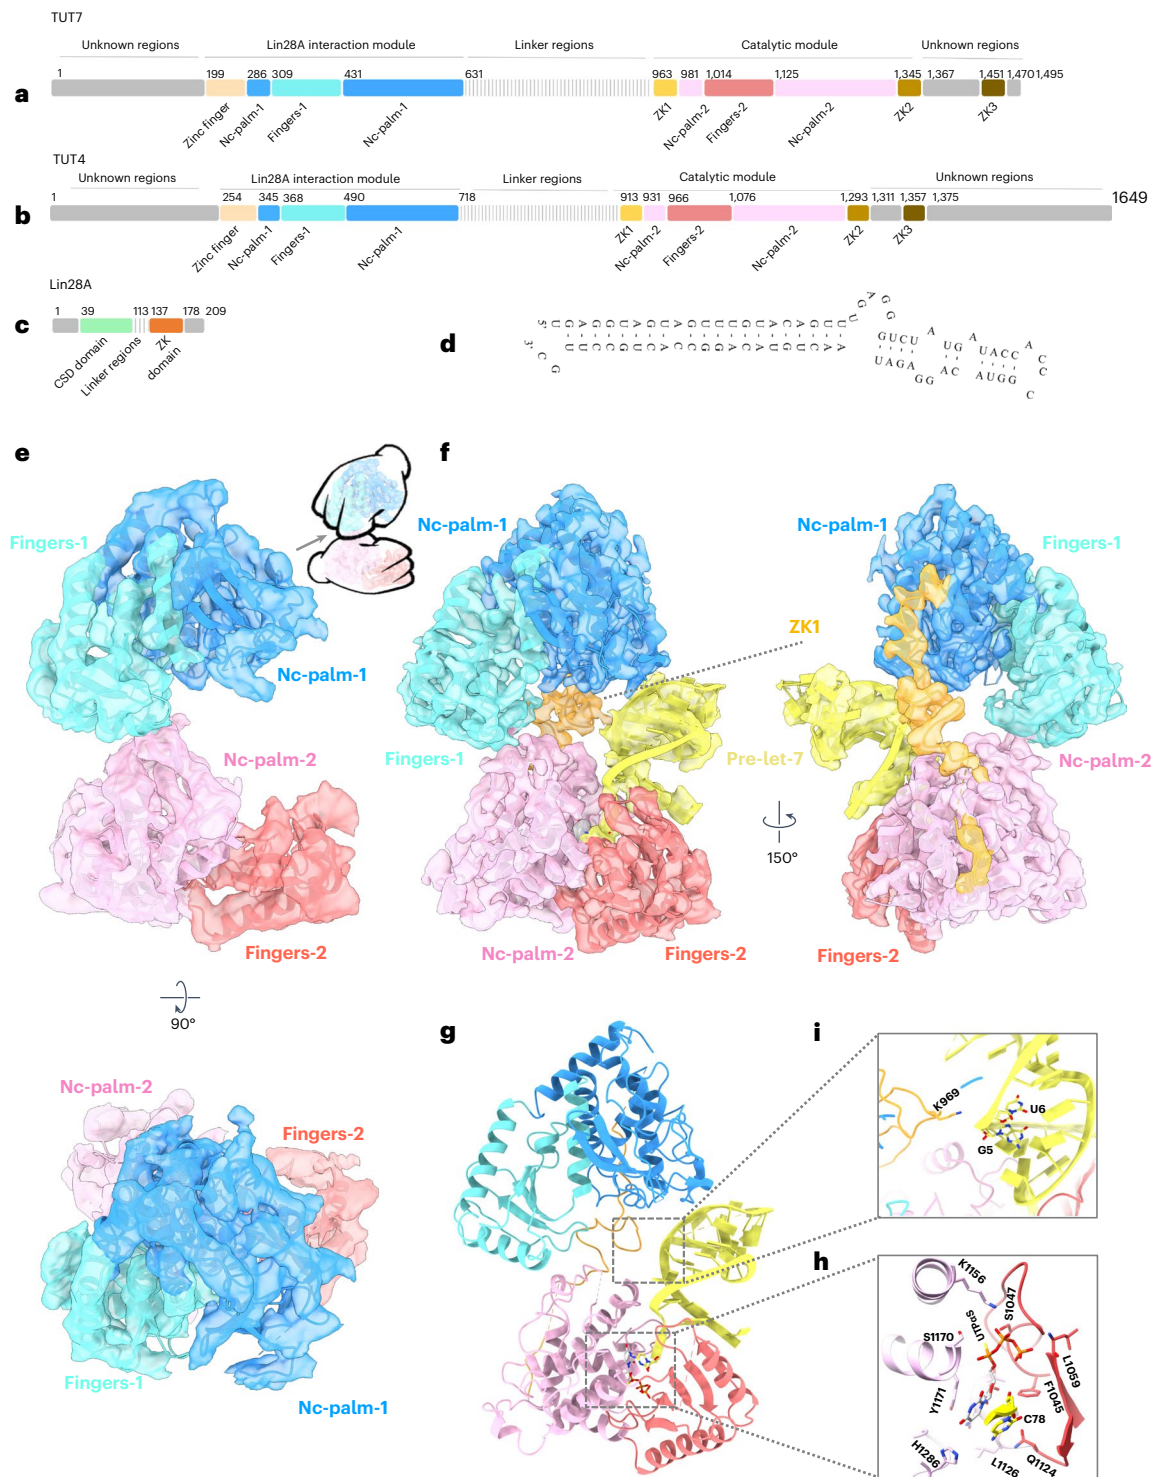 TUT7
Unknown regions Lin28A interaction module Linker regions Catalytic module Unknown regions
1 199 286 309 431 631 963 981 1,014 1,125 1,345 1,367 1,451 1,470 1,495
a
Zinc finger Nc-palm-1 Fingers-1 Nc-palm-1 ZK1 Nc-palm-2 Fingers-2 Nc-palm-2 ZK2 ZK3
TUT4
Unknown regions Lin28A interaction module Linker regions Catalytic module Unknown regions
1 254 345 368 490 718 913 931 966 1,076 1,293 1,311 1,357 1,375 1649
b
Zinc finger Nc-palm-1 Fingers-1 Nc-palm-1 ZK1 Nc-palm-2 Fingers-2 Nc-palm-2 ZK2 ZK3
Lin28A
1 39 113 137 178 209
c
CSD domain Linker regions ZK domain
d
5' U G A G G U A G U A G U U G U A C A G U U
U G A G G
3' C G
U U C C G U C A C C G G A C A U G U C A A
G U C U A U G A U A C C A C C C
U A G A G G A C A U G G
e
Fingers-1
Nc-palm-1
Nc-palm-2
Fingers-2
90°
Nc-palm-2
Fingers-2
Fingers-1
Nc-palm-1
f
Nc-palm-1
Nc-palm-1
Fingers-1
ZK1
Fingers-1
Pre-let-7
Nc-palm-2
150°
Nc-palm-2
Fingers-2
Fingers-2
g
i
K969
U6
G5
h
K1156
S1047
UTPαS
S1170
L1059
F1045
Y1171
C78
H1286
L1126
Q1124